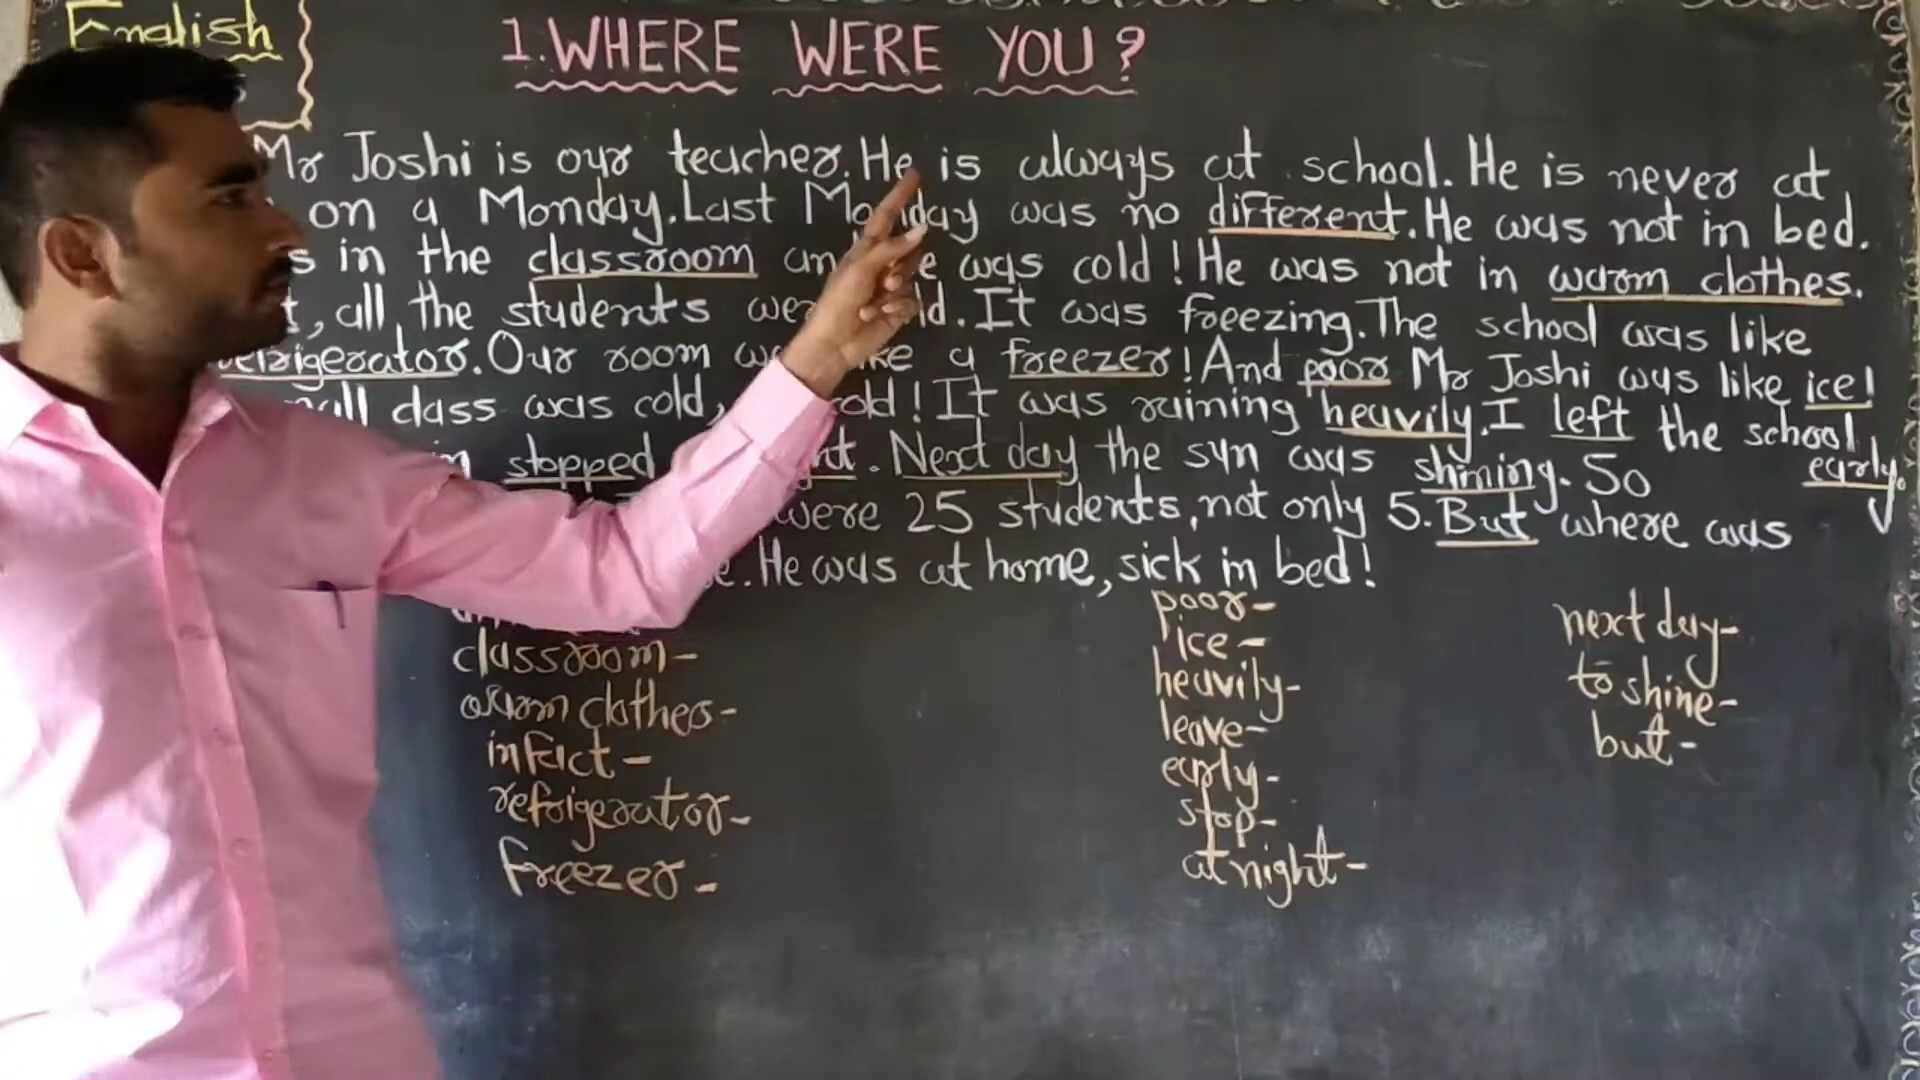 English
1. WHERE WERE YOU?
Mr Joshi is our teacher. He is always at school. He is never at
on a Monday. Last Monday was no different. He was not in bed.
in the classroom was cold! He was not in warm clothes.
all the students It was freezing. The school was like
refrigerator. Our room a freezer! And poor Mr Joshi was like ice!
class was cold, cold! It was raining heavily. I left the school
early.
stopped Next day the sun was shining. So
were 25 students, not only 5. But where was
He was at home, sick in bed!
classroom-
warm clothes-
in fact-
refrigerator-
freezer-
poor-
ice-
heavily-
leave-
early-
stop-
at night-
next day-
to shine-
but-